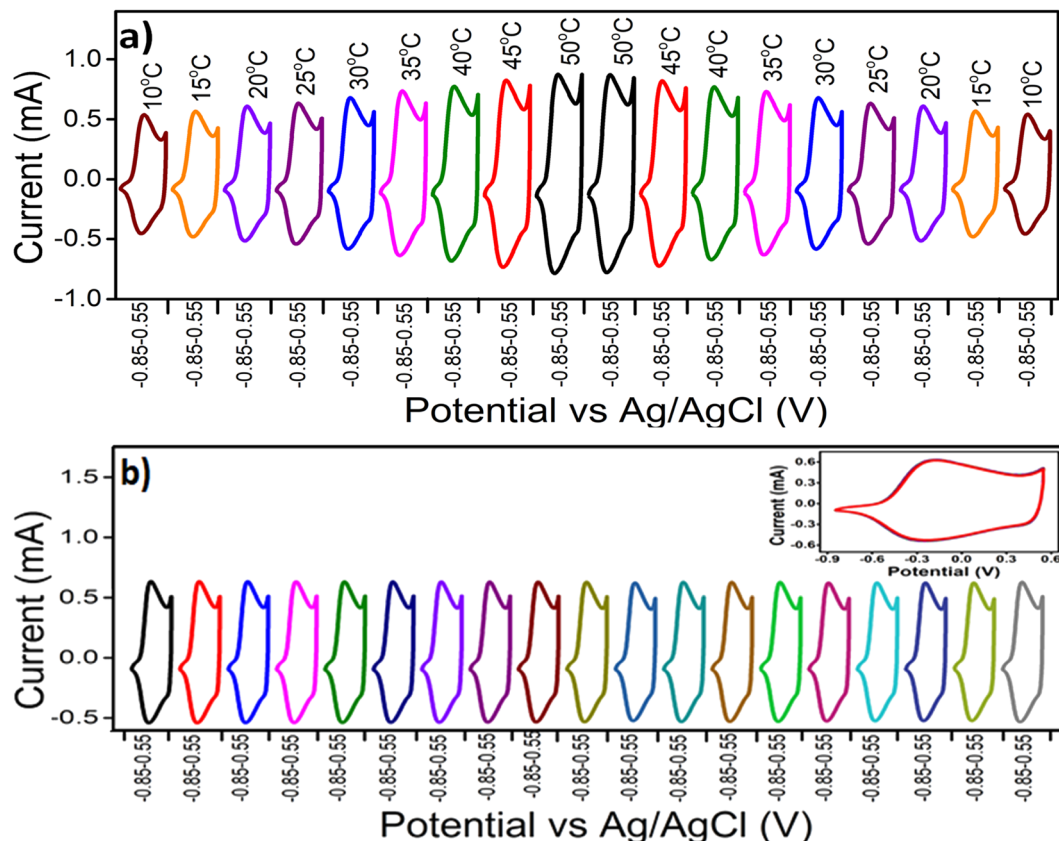 a)
10°C 15°C 20°C 25°C 30°C 35°C 40°C 45°C 50°C 50°C 45°C 40°C 35°C 30°C 25°C 20°C 15°C 10°C
1.0
0.5
0.0
-0.5
-1.0
Current (mA)
-0.85-0.55 -0.85-0.55 -0.85-0.55 -0.85-0.55 -0.85-0.55 -0.85-0.55 -0.85-0.55 -0.85-0.55 -0.85-0.55 -0.85-0.55 -0.85-0.55 -0.85-0.55 -0.85-0.55 -0.85-0.55 -0.85-0.55 -0.85-0.55 -0.85-0.55 -0.85-0.55
Potential vs Ag/AgCl (V)
b)
1.5
1.0
0.5
0.0
-0.5
Current (mA)
0.6
0.3
0.0
-0.3
-0.6
Current (mA)
-0.9 -0.6 -0.3 0.0 0.3 0.6
Potential (V)
-0.85-0.55 -0.85-0.55 -0.85-0.55 -0.85-0.55 -0.85-0.55 -0.85-0.55 -0.85-0.55 -0.85-0.55 -0.85-0.55 -0.85-0.55 -0.85-0.55 -0.85-0.55 -0.85-0.55 -0.85-0.55 -0.85-0.55 -0.85-0.55 -0.85-0.55 -0.85-0.55 -0.85-0.55
Potential vs Ag/AgCl (V)